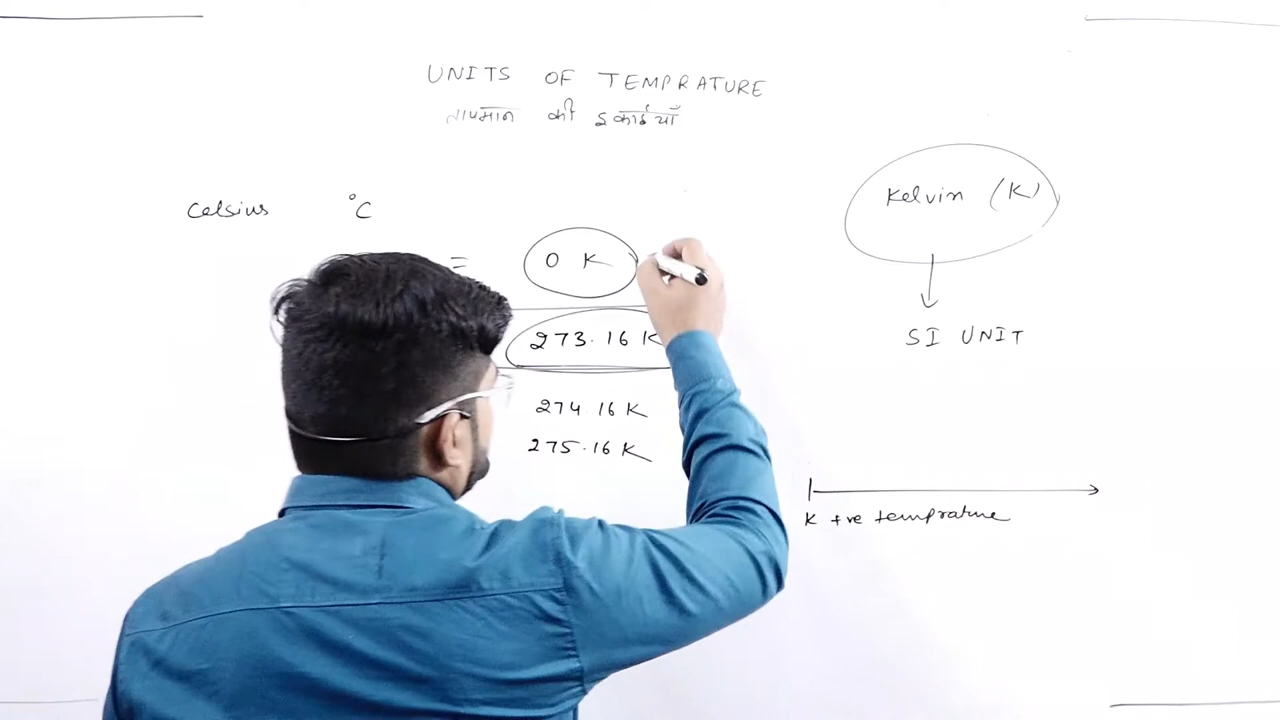 UNITS OF TEMPRATURE
तापमान की इकाईयाँ
Kelvin (K)
Celsius °C
= 0 K
273.16 K
SI UNIT
274.16 K
275.16 K
K +ve temprature